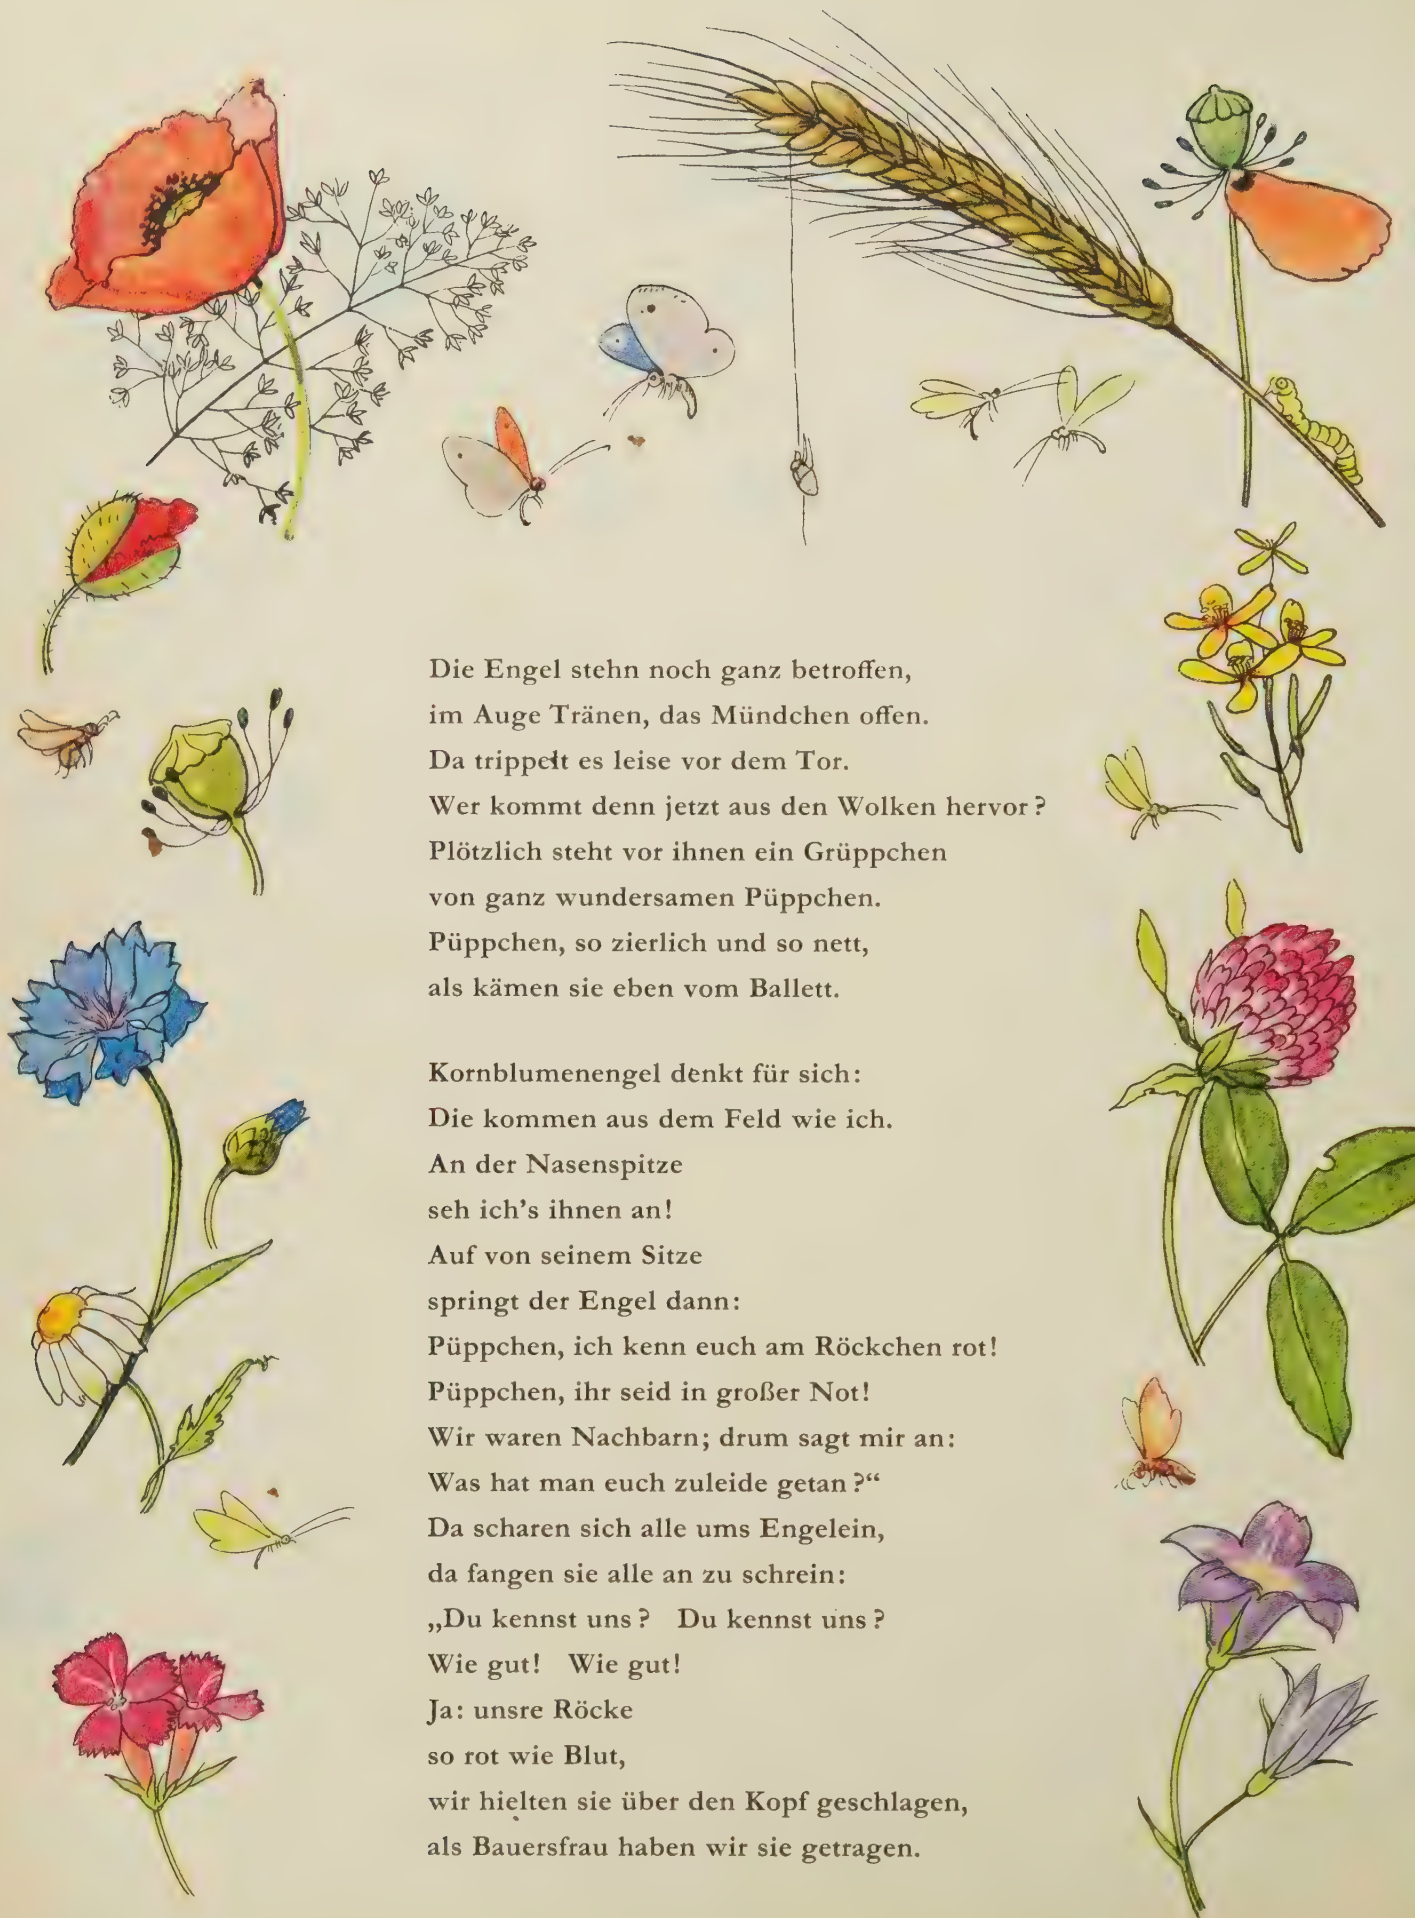 Die Engel stehn noch ganz betroffen,
im Auge Tränen, das Mündchen offen.
Da trippelt es leise vor dem Tor.
Wer kommt denn jetzt aus den Wolken hervor?
Plötzlich steht vor ihnen ein Grüppchen
von ganz wundersamen Püppchen.
Püppchen, so zierlich und so nett,
als kämen sie eben vom Ballett.
Kornblumenengel denkt für sich:
Die kommen aus dem Feld wie ich.
An der Nasenspitze
seh ich’s ihnen an!
Auf von seinem Sitze
springt der Engel dann:
Püppchen, ich kenn euch am Röckchen rot!
Püppchen, ihr seid in großer Not!
Wir waren Nachbarn; drum sagt mir an:
Was hat man euch zuleide getan?“
Da scharen sich alle ums Engelein,
da fangen sie alle an zu schrein:
„Du kennst uns? Du kennst uns?
Wie gut! Wie gut!
Ja: unsre Röcke
so rot wie Blut,
wir hielten sie über den Kopf geschlagen,
als Bauersfrau haben wir sie getragen.